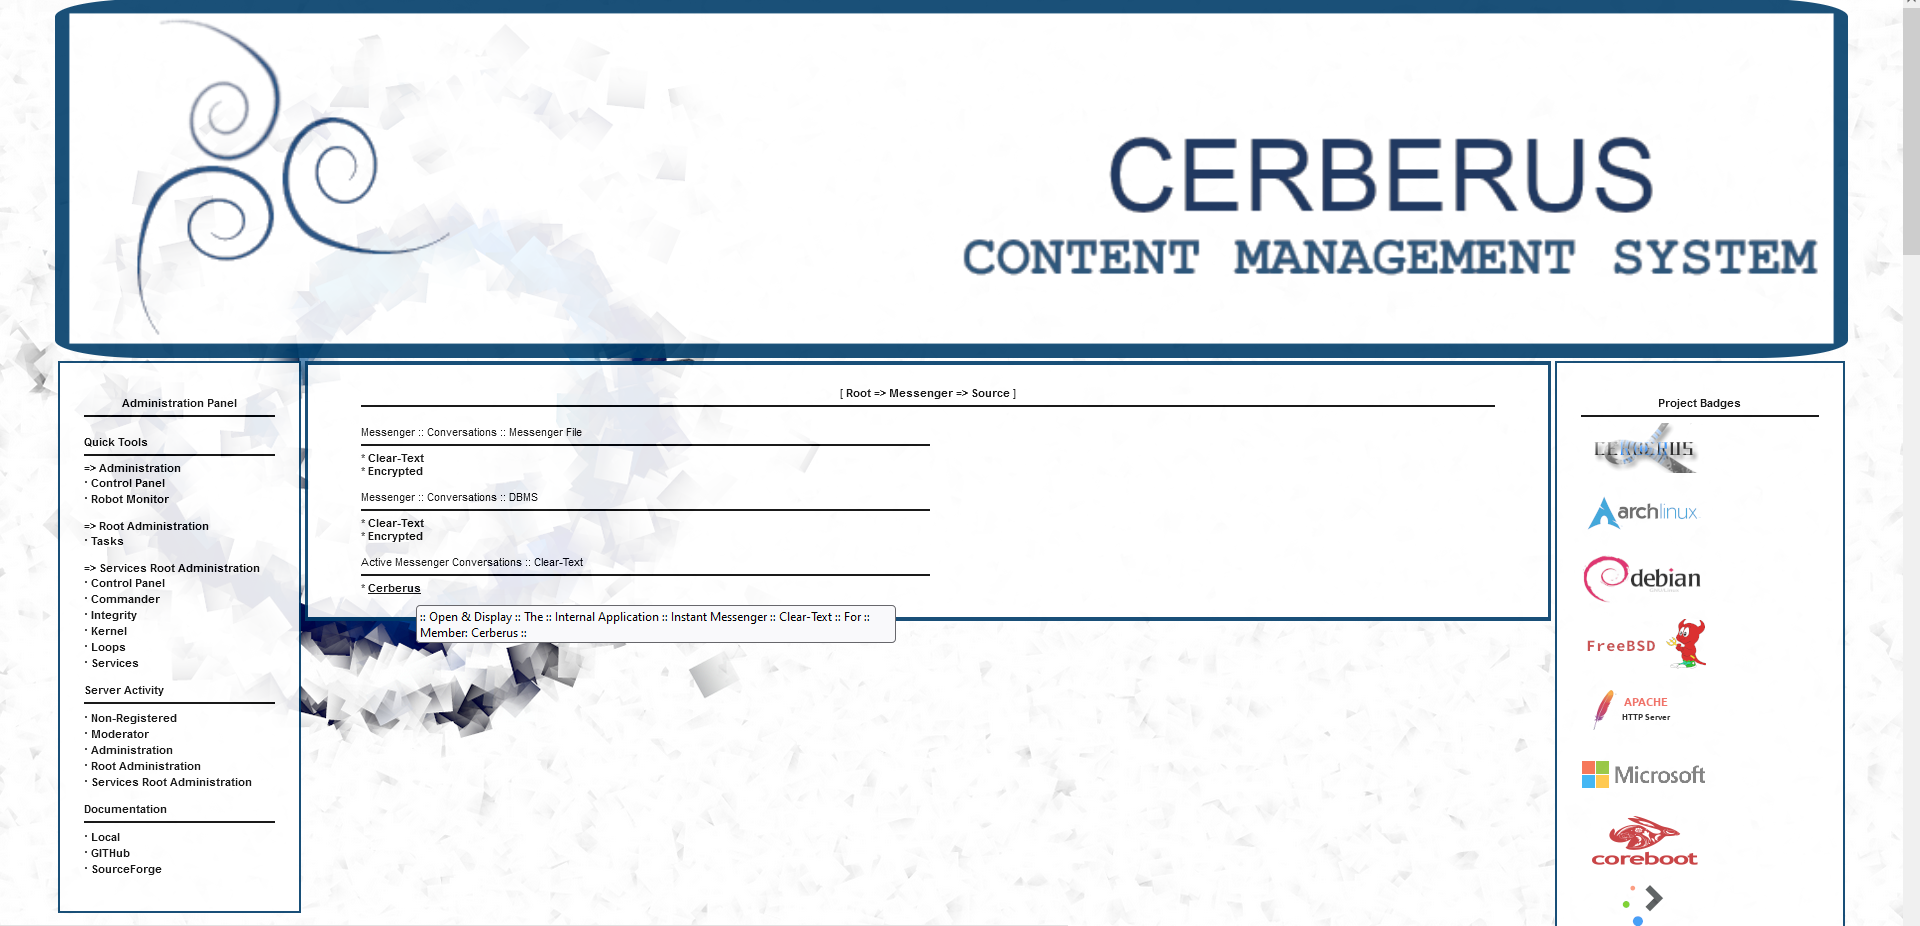 CERBERUS
CONTENT MANAGEMENT SYSTEM
Administration Panel
Quick Tools
=> Administration
· Control Panel
· Robot Monitor
=> Root Administration
· Tasks
=> Services Root Administration
· Control Panel
· Commander
· Integrity
· Kernel
· Loops
· Services
Server Activity
· Non-Registered
· Moderator
· Administration
· Root Administration
· Services Root Administration
Documentation
· Local
· GITHub
· SourceForge
[ Root => Messenger => Source ]
Messenger :: Conversations :: Messenger File
* Clear-Text
* Encrypted
Messenger :: Conversations :: DBMS
* Clear-Text
* Encrypted
Active Messenger Conversations :: Clear-Text
* Cerberus
:: Open & Display :: The :: Internal Application :: Instant Messenger :: Clear-Text :: For ::
Member: Cerberus ::
Project Badges
CERBERUS
archlinux
debian
FreeBSD
APACHE
HTTP Server
Microsoft
coreboot